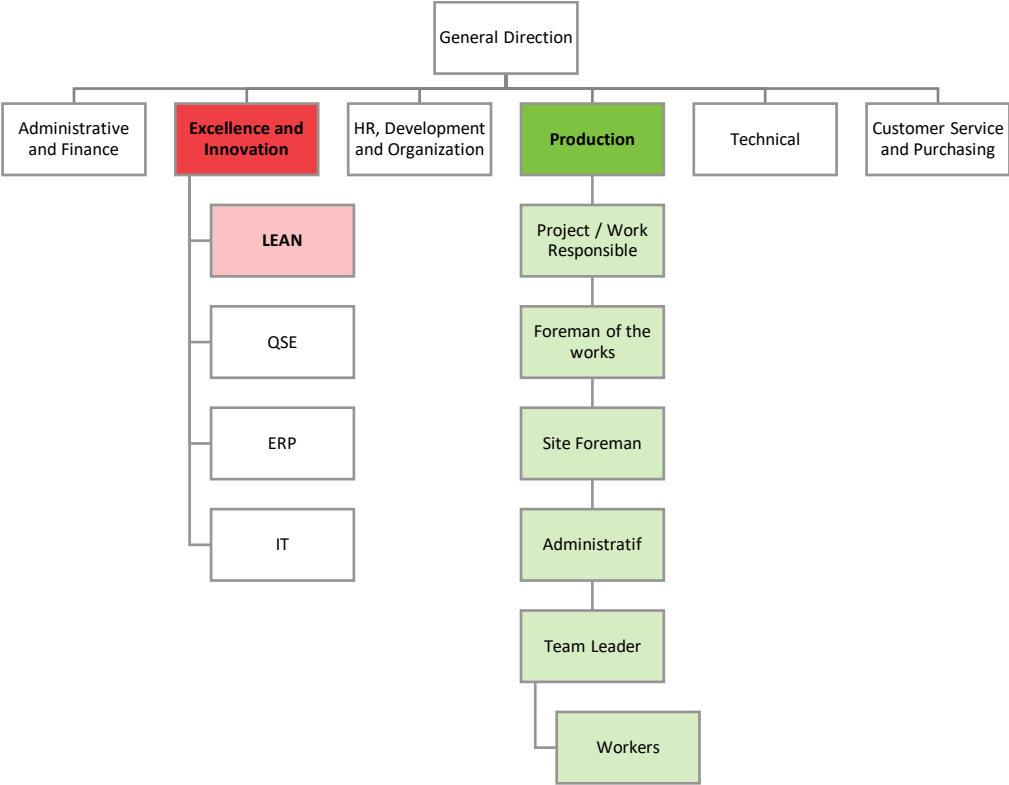 General Direction
Administrative
and Finance
Excellence and
Innovation
HR, Development
and Organization
Production
Technical
Customer Service
and Purchasing
LEAN
QSE
ERP
IT
Project / Work
Responsible
Foreman of the
works
Site Foreman
Administratif
Team Leader
Workers